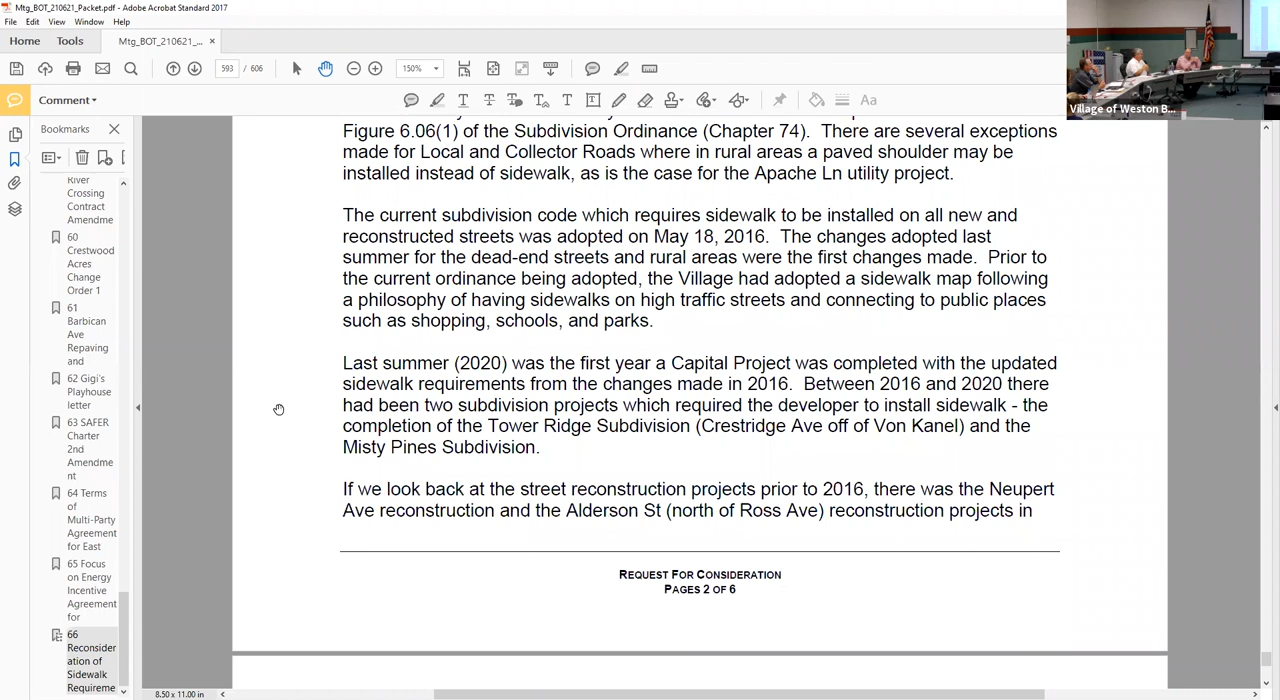 Mtg_BOT_210621_Packet.pdf - Adobe Acrobat Standard 2017
File Edit View Window Help
Home Tools Mtg_BOT_210621_... ×
593 / 606 150%
Comment
Aa
Village of Weston B...
Bookmarks
River
Crossing
Contract
Amendme
60
Crestwood
Acres
Change
Order 1
61
Barbican
Ave
Repaving
and
62 Gigi's
Playhouse
letter
63 SAFER
Charter
2nd
Amendme
nt
64 Terms
of
Multi-Party
Agreement
for East
65 Focus
on Energy
Incentive
Agreement
for
66
Reconsider
ation of
Sidewalk
Requireme
Figure 6.06(1) of the Subdivision Ordinance (Chapter 74). There are several exceptions
made for Local and Collector Roads where in rural areas a paved shoulder may be
installed instead of sidewalk, as is the case for the Apache Ln utility project.
The current subdivision code which requires sidewalk to be installed on all new and
reconstructed streets was adopted on May 18, 2016. The changes adopted last
summer for the dead-end streets and rural areas were the first changes made. Prior to
the current ordinance being adopted, the Village had adopted a sidewalk map following
a philosophy of having sidewalks on high traffic streets and connecting to public places
such as shopping, schools, and parks.
Last summer (2020) was the first year a Capital Project was completed with the updated
sidewalk requirements from the changes made in 2016. Between 2016 and 2020 there
had been two subdivision projects which required the developer to install sidewalk - the
completion of the Tower Ridge Subdivision (Crestridge Ave off of Von Kanel) and the
Misty Pines Subdivision.
If we look back at the street reconstruction projects prior to 2016, there was the Neupert
Ave reconstruction and the Alderson St (north of Ross Ave) reconstruction projects in
REQUEST FOR CONSIDERATION
PAGES 2 OF 6
8.50 x 11.00 in